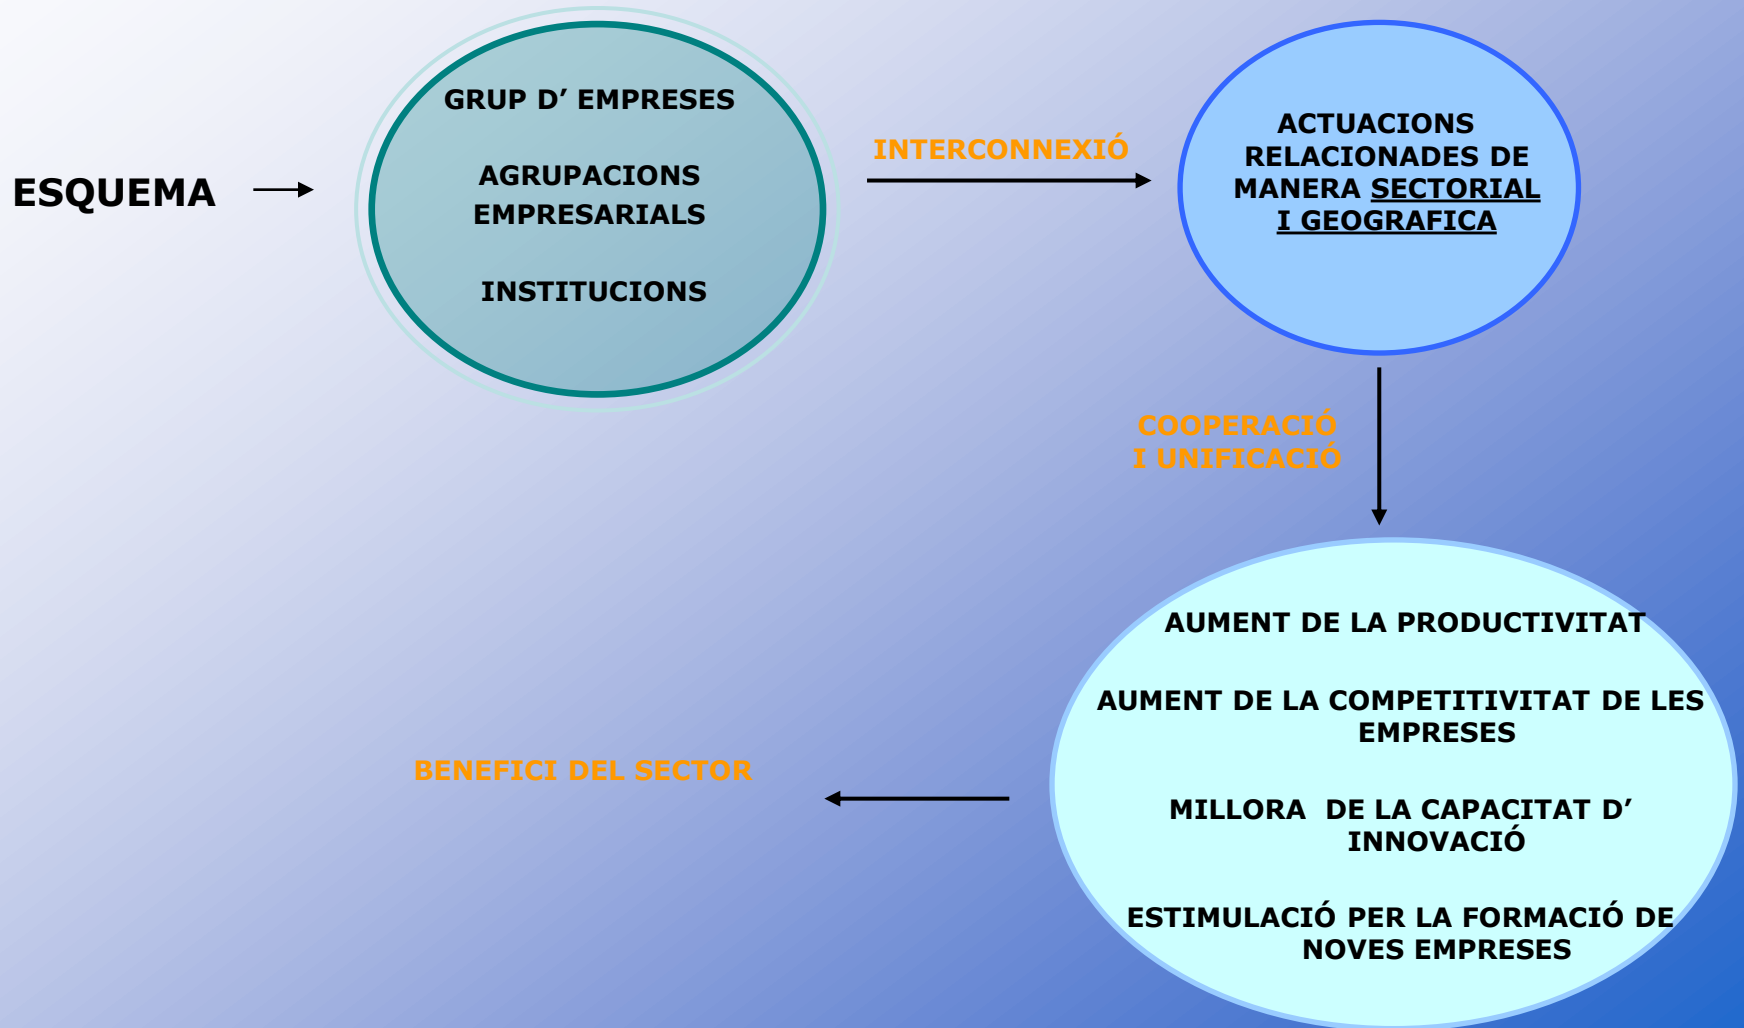 ESQUEMA
GRUP D’ EMPRESES
AGRUPACIONS
EMPRESARIALS
INSTITUCIONS
INTERCONNEXIÓ
ACTUACIONS
RELACIONADES DE
MANERA SECTORIAL
I GEOGRAFICA
COOPERACIÓ
I UNIFICACIÓ
AUMENT DE LA PRODUCTIVITAT
AUMENT DE LA COMPETITIVITAT DE LES
EMPRESES
MILLORA  DE LA CAPACITAT D’
INNOVACIÓ
ESTIMULACIÓ PER LA FORMACIÓ DE
NOVES EMPRESES
BENEFICI DEL SECTOR